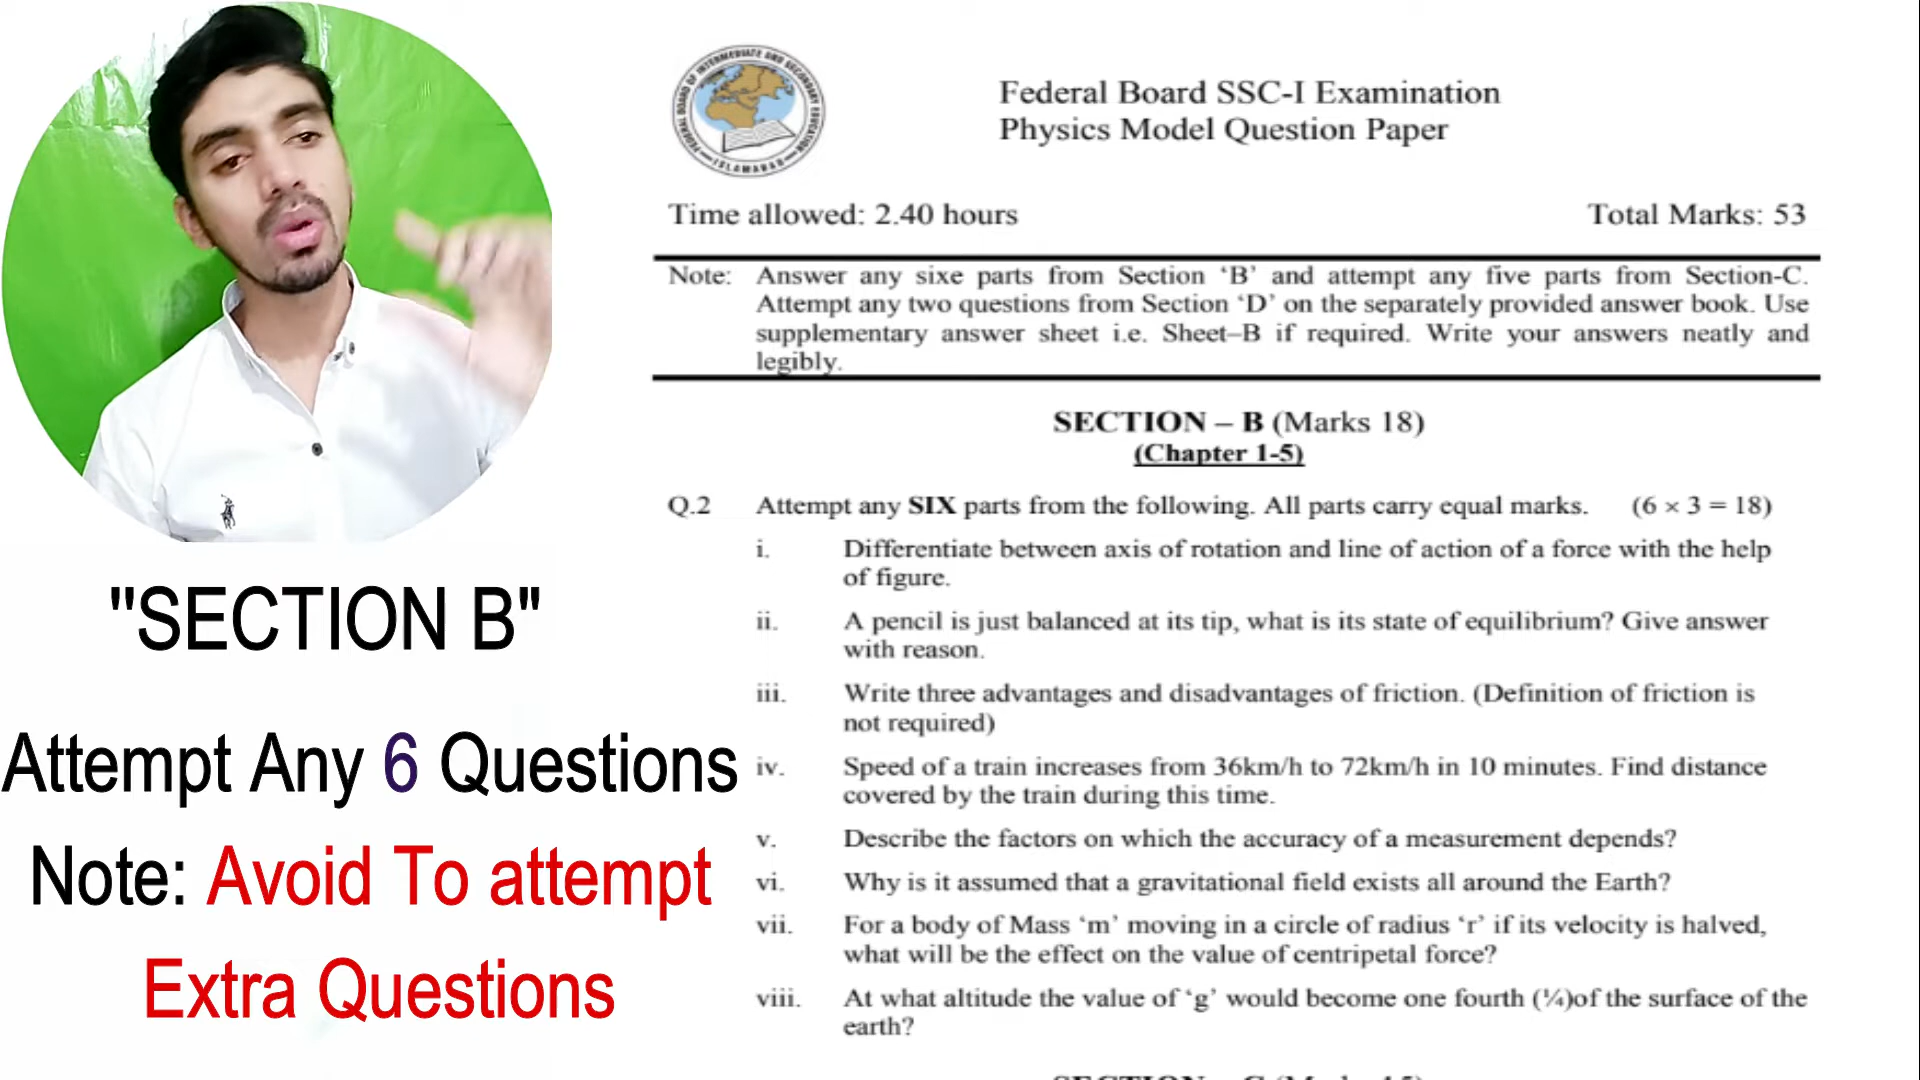 FEDERAL BOARD OF INTERMEDIATE AND SECONDARY EDUCATION
ISLAMABAD
Federal Board SSC-I Examination
Physics Model Question Paper
Time allowed: 2.40 hours
Total Marks: 53
Note: Answer any sixe parts from Section ‘B’ and attempt any five parts from Section-C.
Attempt any two questions from Section ‘D’ on the separately provided answer book. Use
supplementary answer sheet i.e. Sheet–B if required. Write your answers neatly and
legibly.
SECTION – B (Marks 18)
(Chapter 1-5)
Q.2 Attempt any SIX parts from the following. All parts carry equal marks. (6 × 3 = 18)
i. Differentiate between axis of rotation and line of action of a force with the help
of figure.
ii. A pencil is just balanced at its tip, what is its state of equilibrium? Give answer
with reason.
iii. Write three advantages and disadvantages of friction. (Definition of friction is
not required)
iv. Speed of a train increases from 36km/h to 72km/h in 10 minutes. Find distance
covered by the train during this time.
v. Describe the factors on which the accuracy of a measurement depends?
vi. Why is it assumed that a gravitational field exists all around the Earth?
vii. For a body of Mass ‘m’ moving in a circle of radius ‘r’ if its velocity is halved,
what will be the effect on the value of centripetal force?
viii. At what altitude the value of ‘g’ would become one fourth (¼)of the surface of the
earth?
"SECTION B"
Attempt Any 6 Questions
Note: Avoid To attempt
Extra Questions